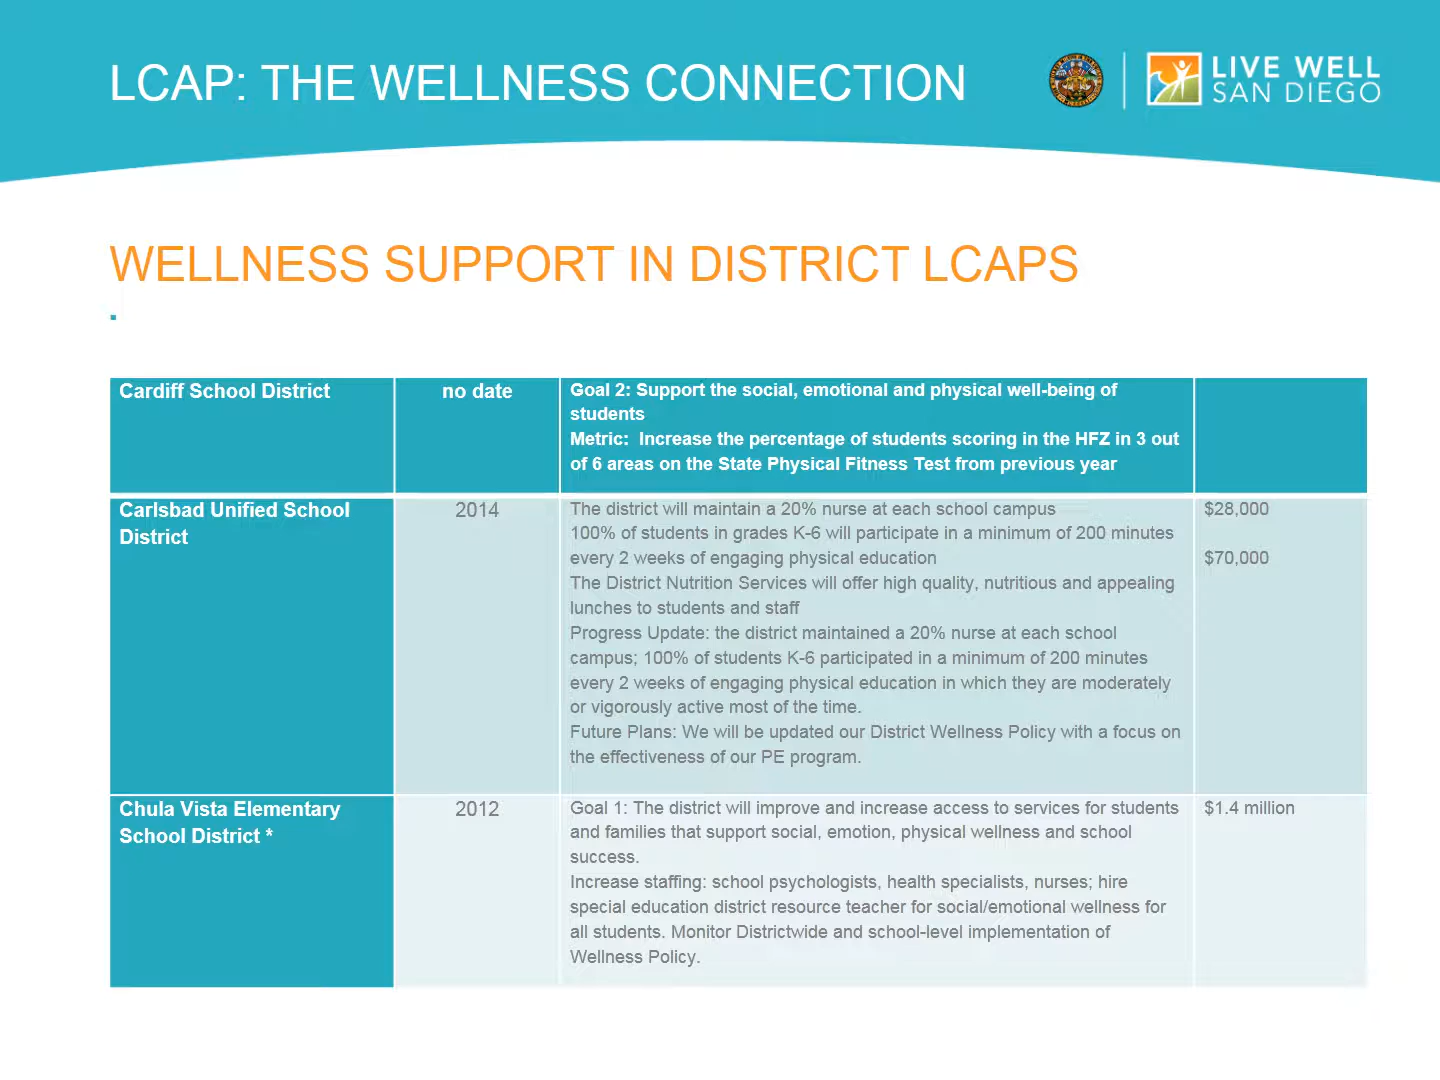 LCAP: THE WELLNESS CONNECTION
LIVE WELL
SAN DIEGO
WELLNESS SUPPORT IN DISTRICT LCAPS
Cardiff School District
no date
Goal 2: Support the social, emotional and physical well-being of
students
Metric: Increase the percentage of students scoring in the HFZ in 3 out
of 6 areas on the State Physical Fitness Test from previous year
Carlsbad Unified School
District
2014
The district will maintain a 20% nurse at each school campus
100% of students in grades K-6 will participate in a minimum of 200 minutes
every 2 weeks of engaging physical education
The District Nutrition Services will offer high quality, nutritious and appealing
lunches to students and staff
Progress Update: the district maintained a 20% nurse at each school
campus; 100% of students K-6 participated in a minimum of 200 minutes
every 2 weeks of engaging physical education in which they are moderately
or vigorously active most of the time.
Future Plans: We will be updated our District Wellness Policy with a focus on
the effectiveness of our PE program.
$28,000
$70,000
Chula Vista Elementary
School District *
2012
Goal 1: The district will improve and increase access to services for students
and families that support social, emotion, physical wellness and school
success.
Increase staffing: school psychologists, health specialists, nurses; hire
special education district resource teacher for social/emotional wellness for
all students. Monitor Districtwide and school-level implementation of
Wellness Policy.
$1.4 million